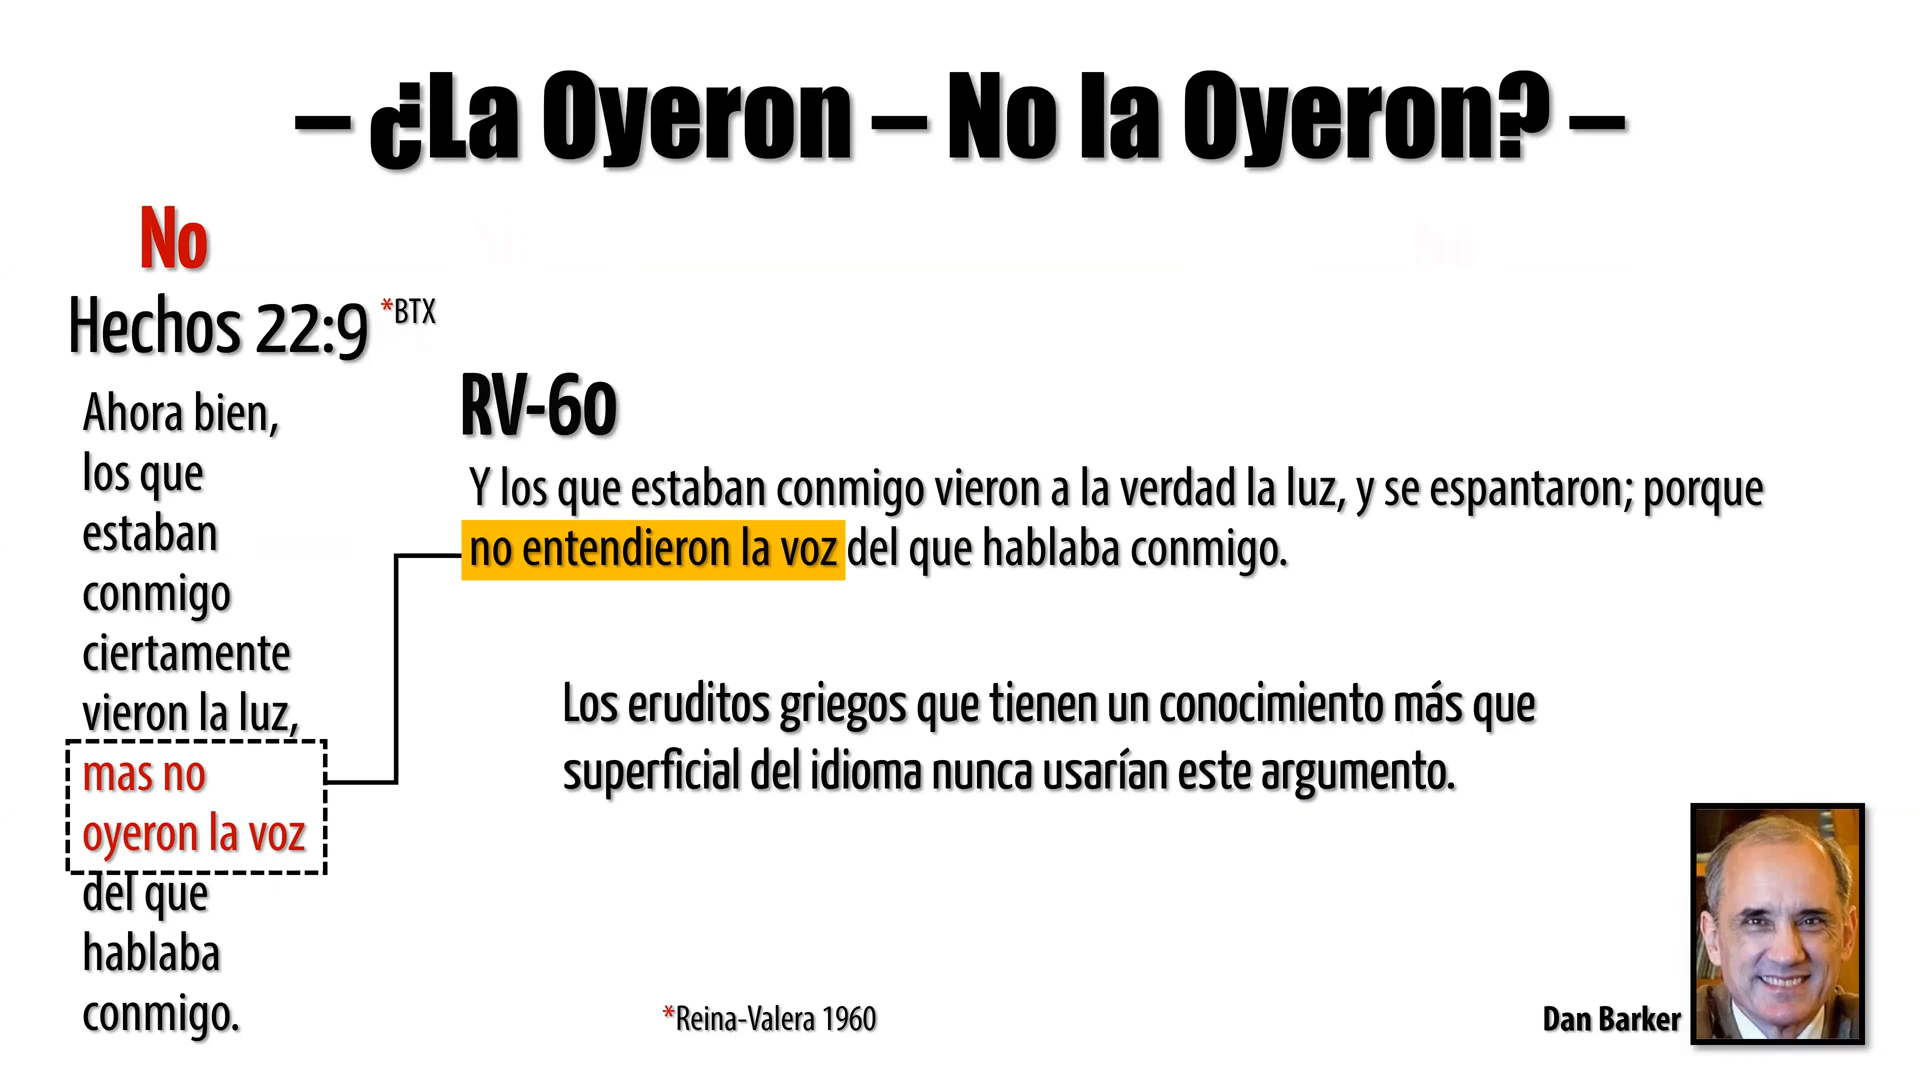 – ¿La Oyeron – No la Oyeron? –
No
Hechos 22:9 *BTX
Ahora bien,
los que
estaban
conmigo
ciertamente
vieron la luz,
mas no
oyeron la voz
del que
hablaba
conmigo.
RV-60
Y los que estaban conmigo vieron a la verdad la luz, y se espantaron; porque
no entendieron la voz del que hablaba conmigo.
Los eruditos griegos que tienen un conocimiento más que
superficial del idioma nunca usarían este argumento.
*Reina-Valera 1960
Dan Barker